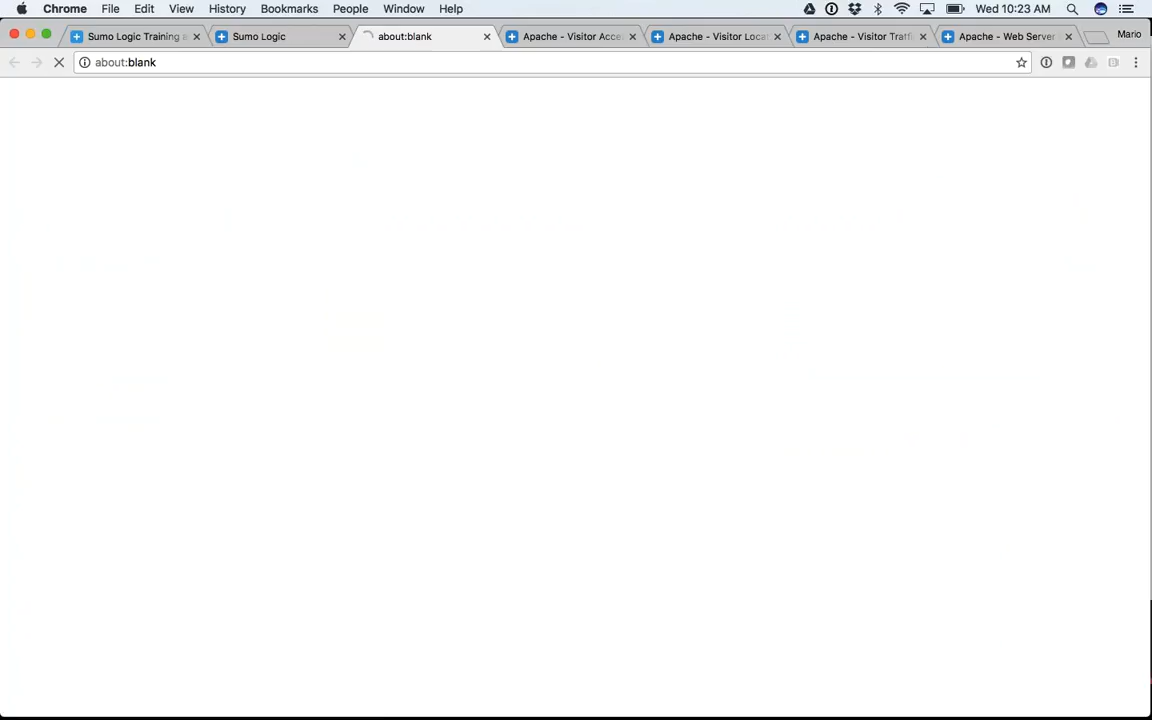 Chrome File Edit View History Bookmarks People Window Help Wed 10:23 AM
Sumo Logic Training Sumo Logic about:blank Apache - Visitor Acce Apache - Visitor Locat Apache - Visitor Traffi Apache - Web Server Mario
about:blank